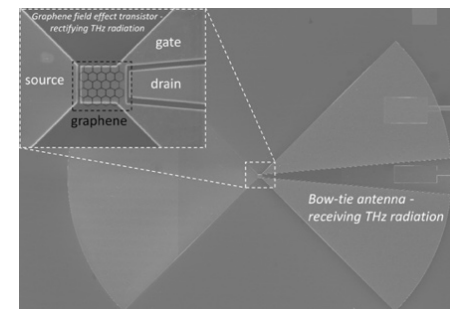 Graphene field effect transistor -
rectifying THz radiation
gate
source
drain
graphene
Bow-tie antenna -
receiving THz radiation